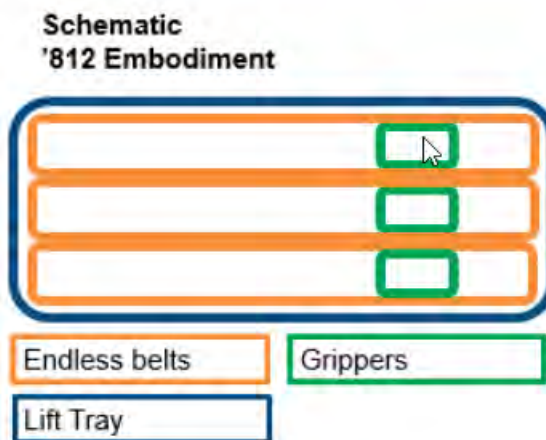 Schematic
’812 Embodiment
Endless belts
Grippers
Lift Tray